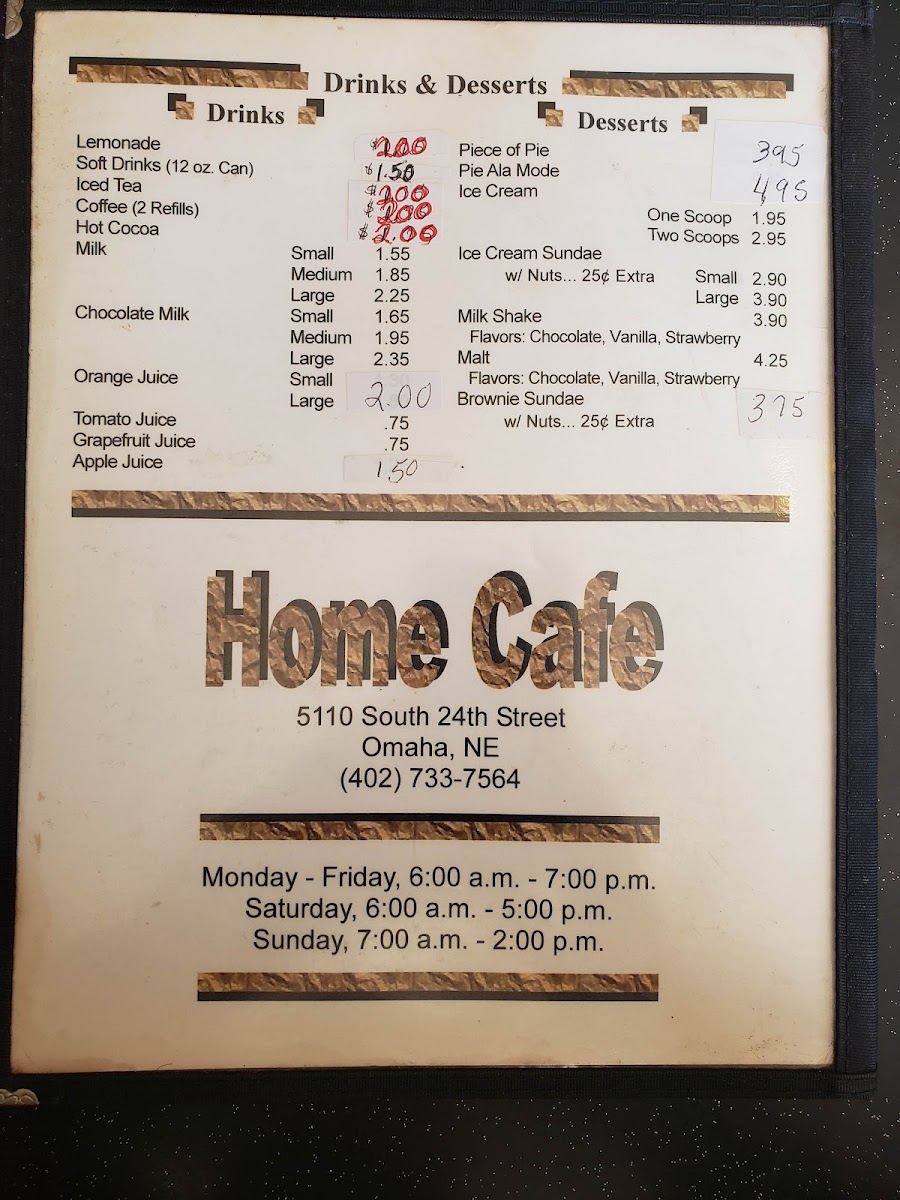 Drinks & Desserts
Drinks
Lemonade $2.00
Soft Drinks (12 oz. Can) $1.50
Iced Tea $2.00
Coffee (2 Refills) $2.00
Hot Cocoa $2.00
Milk Small 1.55
Medium 1.85
Large 2.25
Chocolate Milk Small 1.65
Medium 1.95
Large 2.35
Orange Juice Small
Large 2.00
Tomato Juice .75
Grapefruit Juice .75
Apple Juice 1.50
Desserts
Piece of Pie 395
Pie Ala Mode 495
Ice Cream
One Scoop 1.95
Two Scoops 2.95
Ice Cream Sundae
w/ Nuts... 25¢ Extra Small 2.90
Large 3.90
Milk Shake 3.90
Flavors: Chocolate, Vanilla, Strawberry
Malt 4.25
Flavors: Chocolate, Vanilla, Strawberry
Brownie Sundae 375
w/ Nuts... 25¢ Extra
Home Cafe
5110 South 24th Street
Omaha, NE
(402) 733-7564
Monday - Friday, 6:00 a.m. - 7:00 p.m.
Saturday, 6:00 a.m. - 5:00 p.m.
Sunday, 7:00 a.m. - 2:00 p.m.